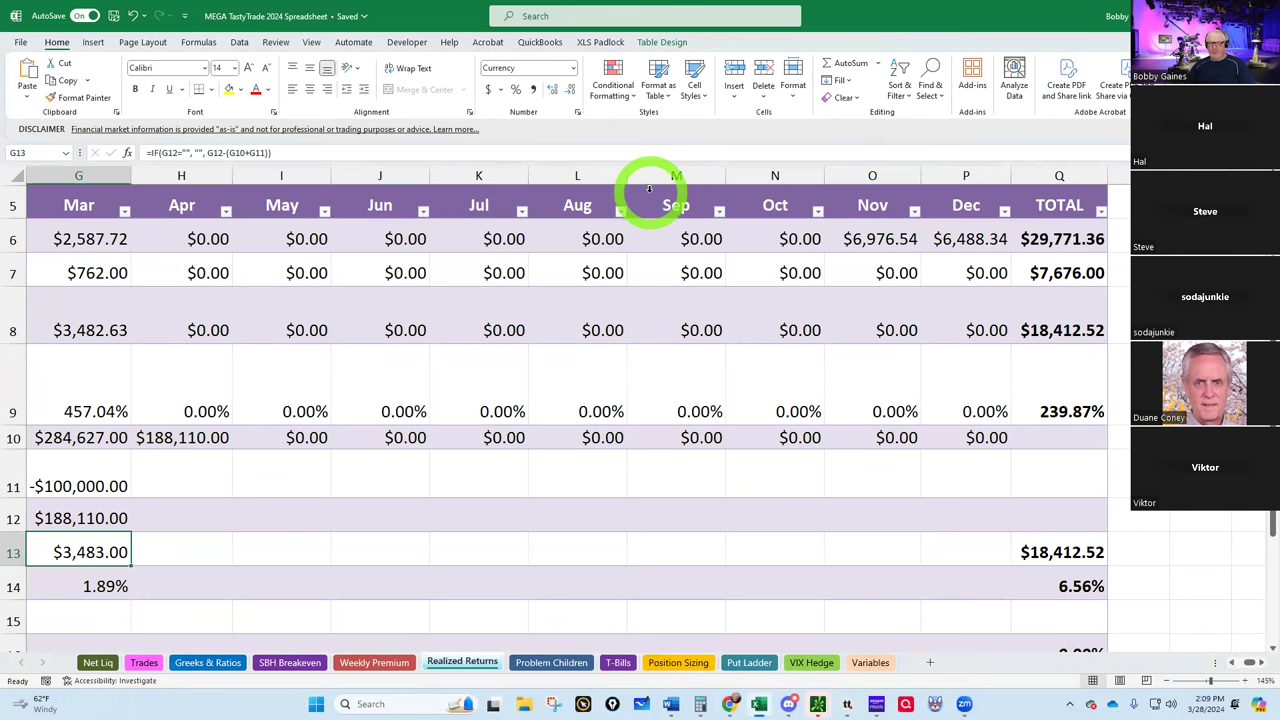 AutoSave On MEGA TastyTrade 2024 Spreadsheet • Saved Search Bobby
File Home Insert Page Layout Formulas Data Review View Automate Developer Help Acrobat QuickBooks XLS Padlock Table Design
Paste Cut Copy Format Painter Clipboard
Calibri 14 B I U Font
Wrap Text Merge & Center Alignment
Currency $ % Number
Conditional Formatting Format as Table Cell Styles Styles
Insert Delete Format Cells
AutoSum Fill Clear Sort & Filter Find & Select Editing
Add-ins Add-ins
Analyze Data
Create PDF and Share link Create P
Adobe Acrobat
DISCLAIMER Financial market information is provided "as-is" and not for professional or trading purposes or advice. Learn more...
G13 fx =IF(G12="", "", G12-(G10+G11))
G H I J K L M N O P Q
5 Mar Apr May Jun Jul Aug Sep Oct Nov Dec TOTAL
6 $2,587.72 $0.00 $0.00 $0.00 $0.00 $0.00 $0.00 $0.00 $6,976.54 $6,488.34 $29,771.36
7 $762.00 $0.00 $0.00 $0.00 $0.00 $0.00 $0.00 $0.00 $0.00 $0.00 $7,676.00
8 $3,482.63 $0.00 $0.00 $0.00 $0.00 $0.00 $0.00 $0.00 $0.00 $0.00 $18,412.52
9 457.04% 0.00% 0.00% 0.00% 0.00% 0.00% 0.00% 0.00% 0.00% 0.00% 239.87%
10 $284,627.00 $188,110.00 $0.00 $0.00 $0.00 $0.00 $0.00 $0.00 $0.00 $0.00
11 -$100,000.00
12 $188,110.00
13 $3,483.00 $18,412.52
14 1.89% 6.56%
15
Net Liq Trades Greeks & Ratios SBH Breakeven Weekly Premium Realized Returns Problem Children T-Bills Position Sizing Put Ladder VIX Hedge Variables
Ready Accessibility: Investigate 145%
62°F
Windy
Search
2:09 PM
3/28/2024
Bobby Gaines
Hal
Hal
Steve
Steve
sodajunkie
sodajunkie
Duane Coney
Viktor
Viktor